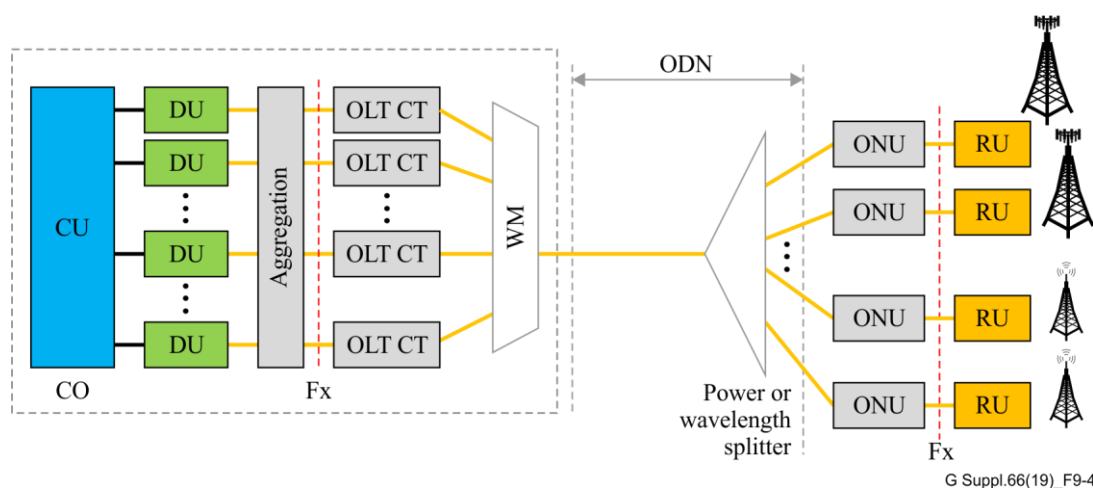 ODN
CU
DU
DU
DU
DU
Aggregation
OLT CT
OLT CT
OLT CT
OLT CT
WM
ONU
RU
ONU
RU
ONU
RU
ONU
RU
CO
Fx
Power or
wavelength
splitter
Fx
G Suppl.66(19)_F9-4